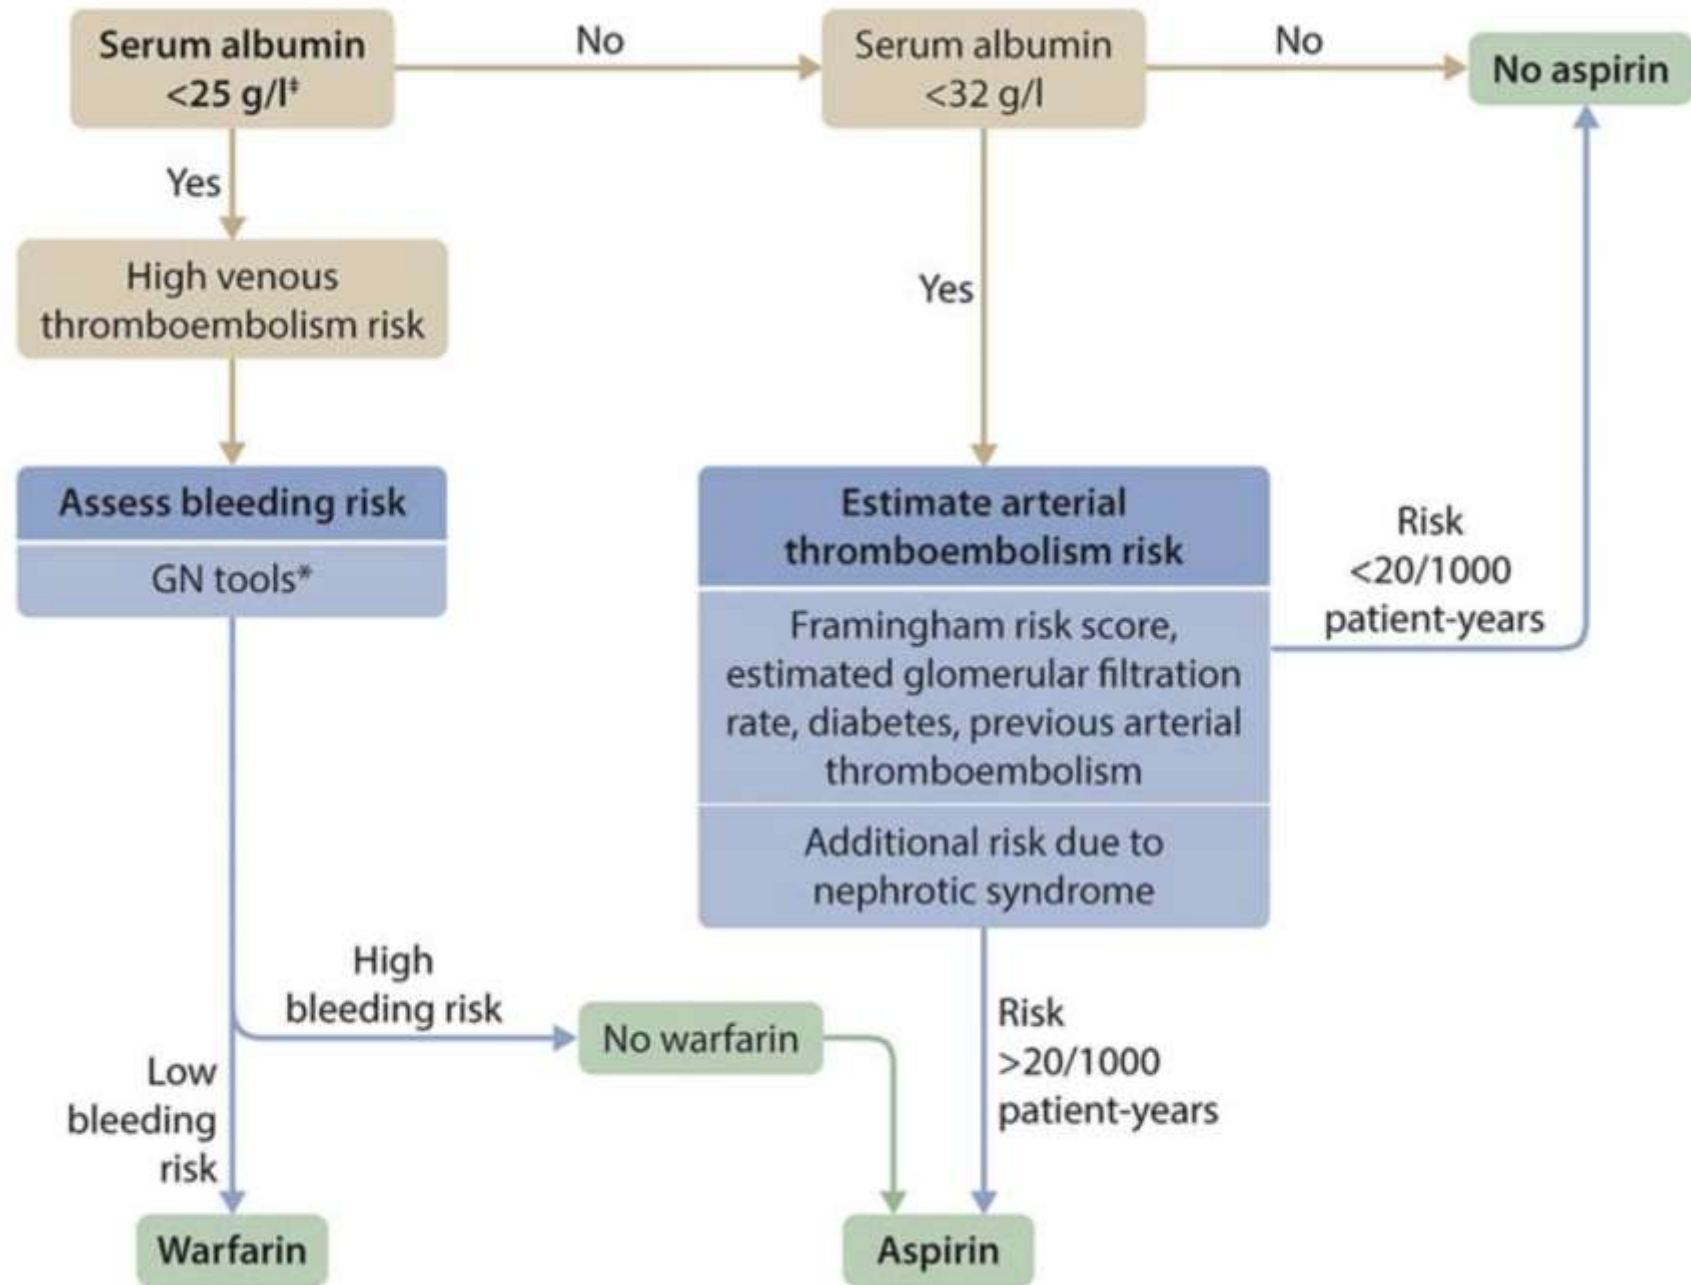 Serum albumin
<25 g/l‡
No
Serum albumin
<32 g/l
No
No aspirin
Yes
High venous
thromboembolism risk
Yes
Assess bleeding risk
GN tools*
Estimate arterial
thromboembolism risk
Framingham risk score,
estimated glomerular filtration
rate, diabetes, previous arterial
thromboembolism
Additional risk due to
nephrotic syndrome
Risk
<20/1000
patient-years
High
bleeding risk
No warfarin
Low
bleeding
risk
Risk
>20/1000
patient-years
Warfarin
Aspirin